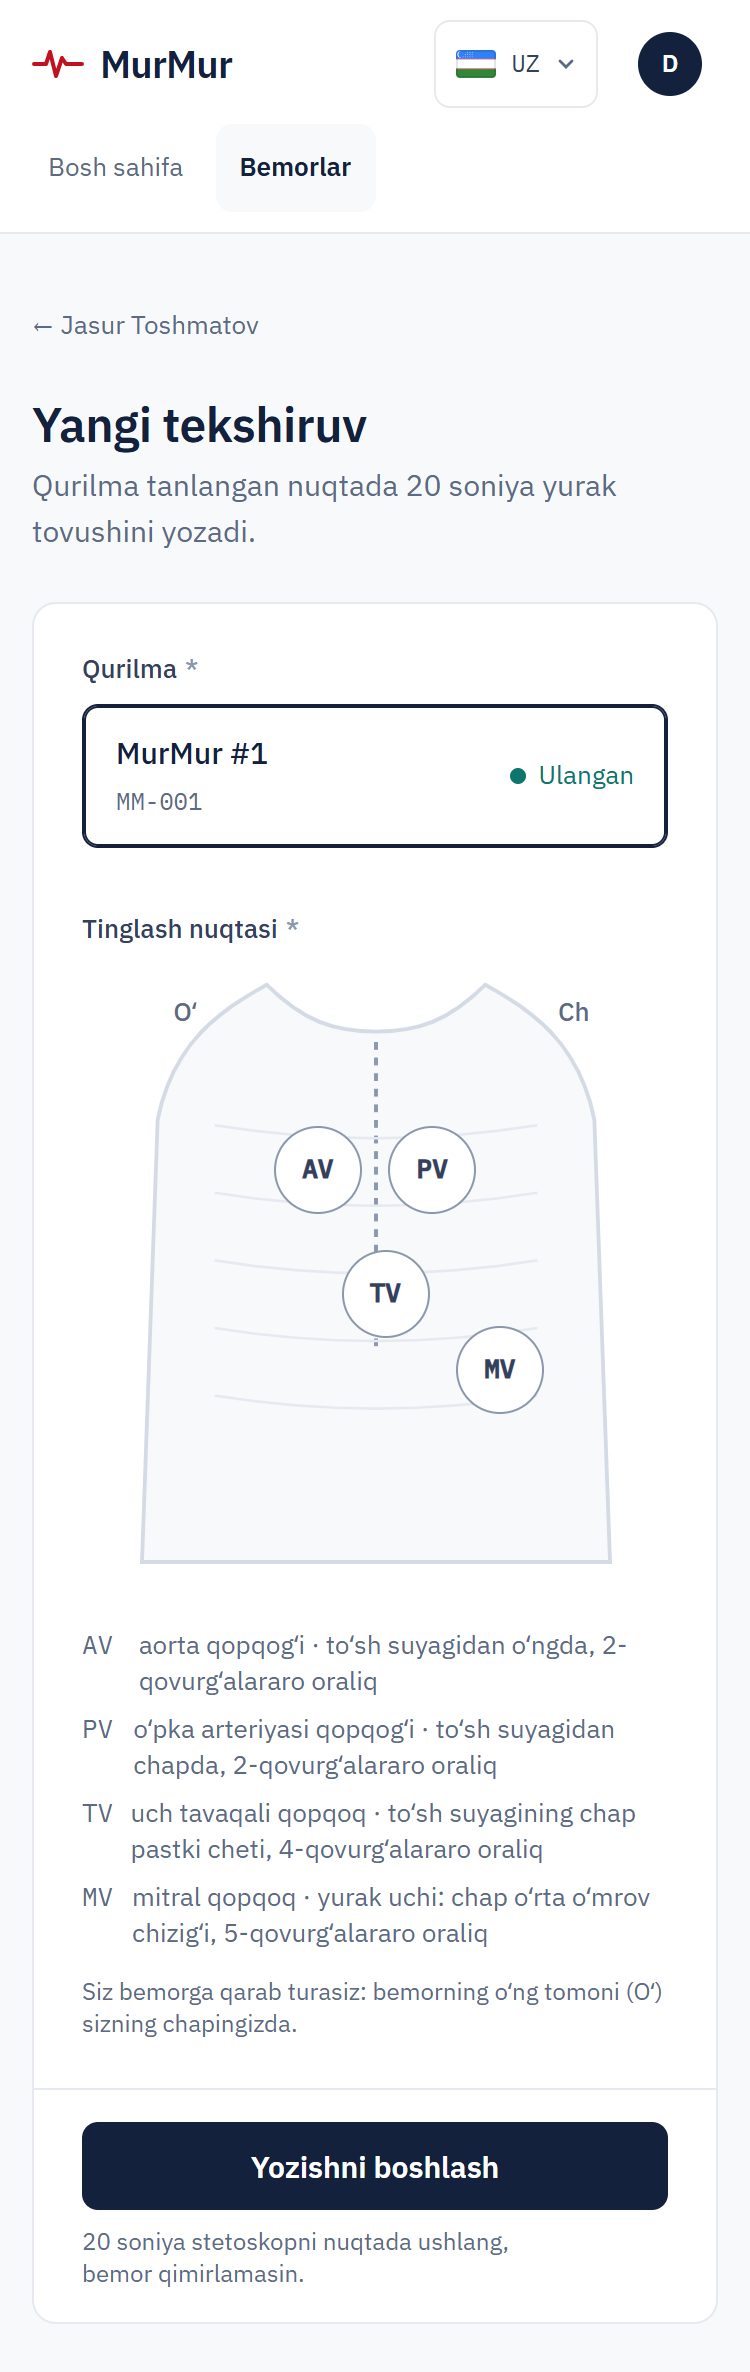 MurMur
UZ
D
Bosh sahifa
Bemorlar
← Jasur Toshmatov
Yangi tekshiruv
Qurilma tanlangan nuqtada 20 soniya yurak
tovushini yozadi.
Qurilma *
MurMur #1
MM-001
Ulangan
Tinglash nuqtasi *
Oʻ
Ch
AV
PV
TV
MV
AV aorta qopqogʻi · toʻsh suyagidan oʻngda, 2-
qovurgʻalararo oraliq
PV oʻpka arteriyasi qopqogʻi · toʻsh suyagidan
chapda, 2-qovurgʻalararo oraliq
TV uch tavaqali qopqoq · toʻsh suyagining chap
pastki cheti, 4-qovurgʻalararo oraliq
MV mitral qopqoq · yurak uchi: chap oʻrta oʻmrov
chizigʻi, 5-qovurgʻalararo oraliq
Siz bemorga qarab turasiz: bemorning oʻng tomoni (Oʻ)
sizning chapingizda.
Yozishni boshlash
20 soniya stetoskopni nuqtada ushlang,
bemor qimirlamasin.